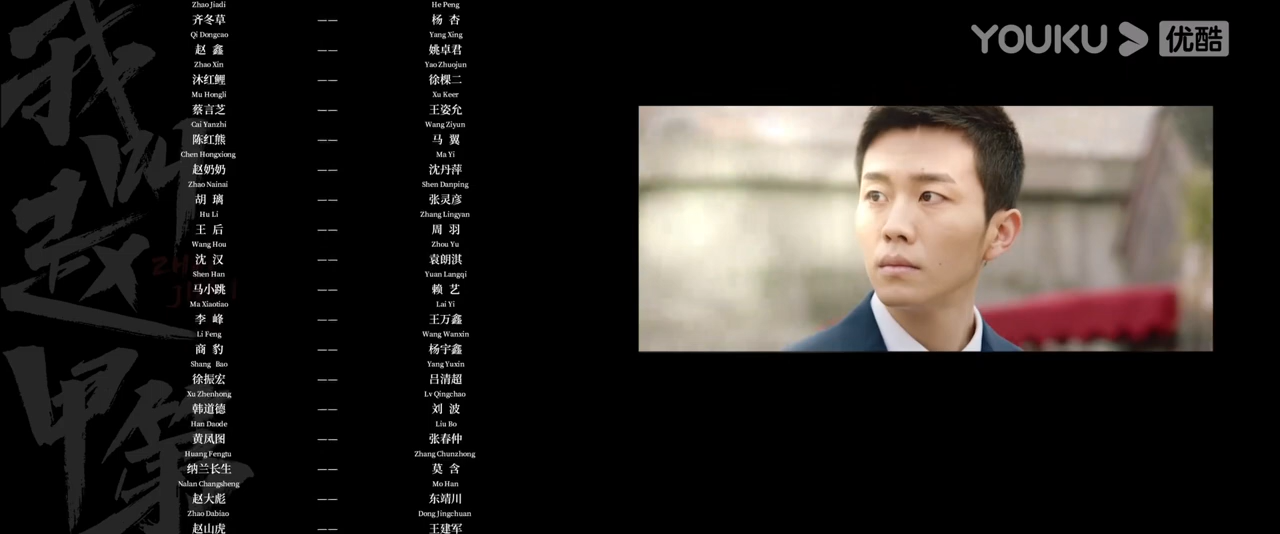 Zhao Jiadi He Peng
齐冬草 —— 杨 杏
Qi Dongcao Yang Xing
赵 鑫 —— 姚卓君
Zhao Xin Yao Zhuojun
沐红鲤 —— 徐棵二
Mu Hongli Xu Keer
蔡言芝 —— 王姿允
Cai Yanzhi Wang Ziyun
陈红熊 —— 马 翼
Chen Hongxiong Ma Yi
赵奶奶 —— 沈丹萍
Zhao Nainai Shen Danping
胡 璃 —— 张灵彦
Hu Li Zhang Lingyan
王 后 —— 周 羽
Wang Hou Zhou Yu
沈 汉 —— 袁朗淇
Shen Han Yuan Langqi
马小跳 —— 赖 艺
Ma Xiaotiao Lai Yi
李 峰 —— 王万鑫
Li Feng Wang Wanxin
商 豹 —— 杨宇鑫
Shang Bao Yang Yuxin
徐振宏 —— 吕清超
Xu Zhenhong Lv Qingchao
韩道德 —— 刘 波
Han Daode Liu Bo
黄凤图 —— 张春仲
Huang Fengtu Zhang Chunzhong
纳兰长生 —— 莫 含
Nalan Changsheng Mo Han
赵大彪 —— 东靖川
Zhao Dabiao Dong Jingchuan
赵山虎 —— 王建军
我叫赵甲第
YOUKU 优酷